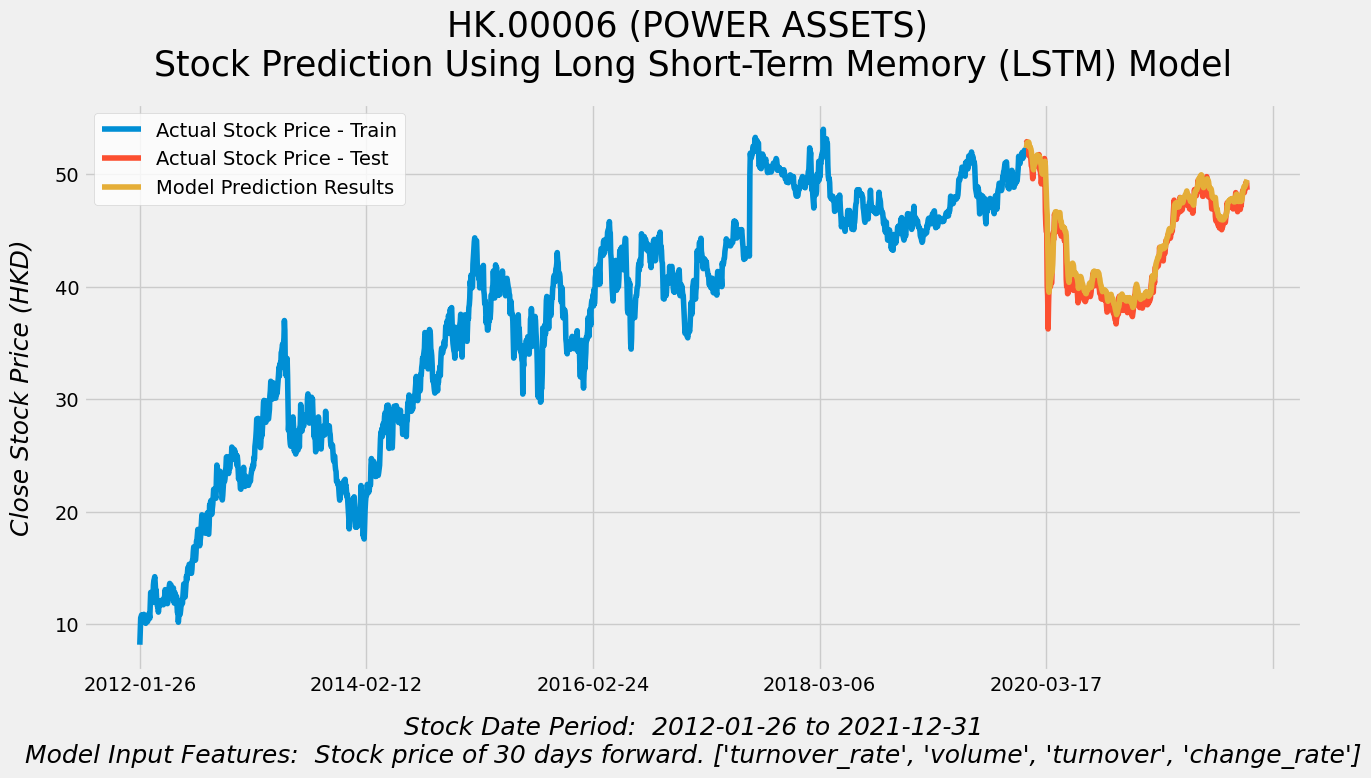 HK.00006 (POWER ASSETS)
Stock Prediction Using Long Short-Term Memory (LSTM) Model
Actual Stock Price - Train
Actual Stock Price - Test
Model Prediction Results
Close Stock Price (HKD)
50
40
30
20
10
2012-01-26
2014-02-12
2016-02-24
2018-03-06
2020-03-17
Stock Date Period:  2012-01-26 to 2021-12-31
Model Input Features:  Stock price of 30 days forward. ['turnover_rate', 'volume', 'turnover', 'change_rate']